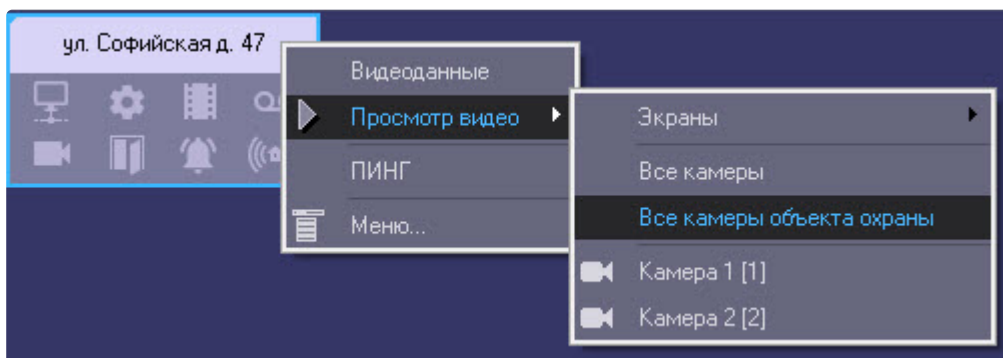 ул. Софийская д. 47
Видеоданные
Просмотр видео
ПИНГ
Меню...
Экраны
Все камеры
Все камеры объекта охраны
Камера 1 [1]
Камера 2 [2]